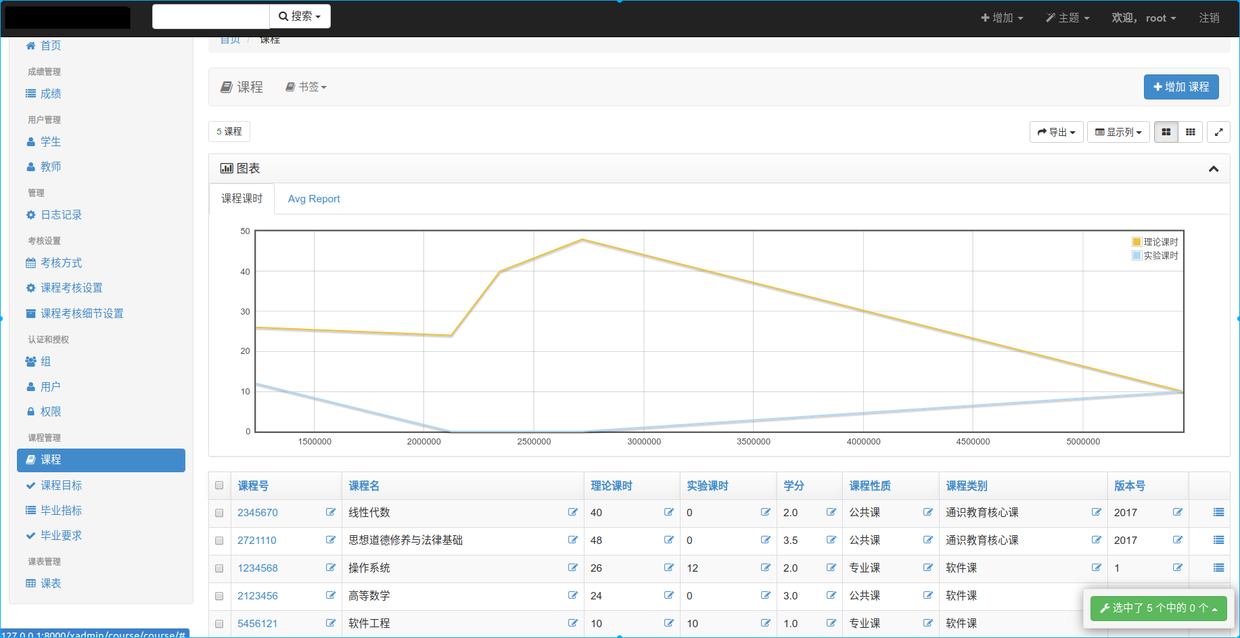 搜索 增加 主题 欢迎， root 注销
首页
成绩管理
成绩
用户管理
学生
教师
管理
日志记录
考核设置
考核方式
课程考核设置
课程考核细节设置
认证和授权
组
用户
权限
课程管理
课程
课程目标
毕业指标
毕业要求
课表管理
课表
127.0.0.1:8000/xadmin/course/course/#
首页 / 课程
课程 书签 增加 课程
5 课程 导出 显示列
图表
课程课时 Avg Report
理论课时
实验课时
50
40
30
20
10
0
1500000 2000000 2500000 3000000 3500000 4000000 4500000 5000000
课程号 课程名 理论课时 实验课时 学分 课程性质 课程类别 版本号
2345670 线性代数 40 0 2.0 公共课 通识教育核心课 2017
2721110 思想道德修养与法律基础 48 0 3.5 公共课 通识教育核心课 2017
1234568 操作系统 26 12 2.0 专业课 软件课 1
2123456 高等数学 24 0 3.0 公共课 软件课
5456121 软件工程 10 10 1.0 专业课 软件课
选中了 5 个中的 0 个